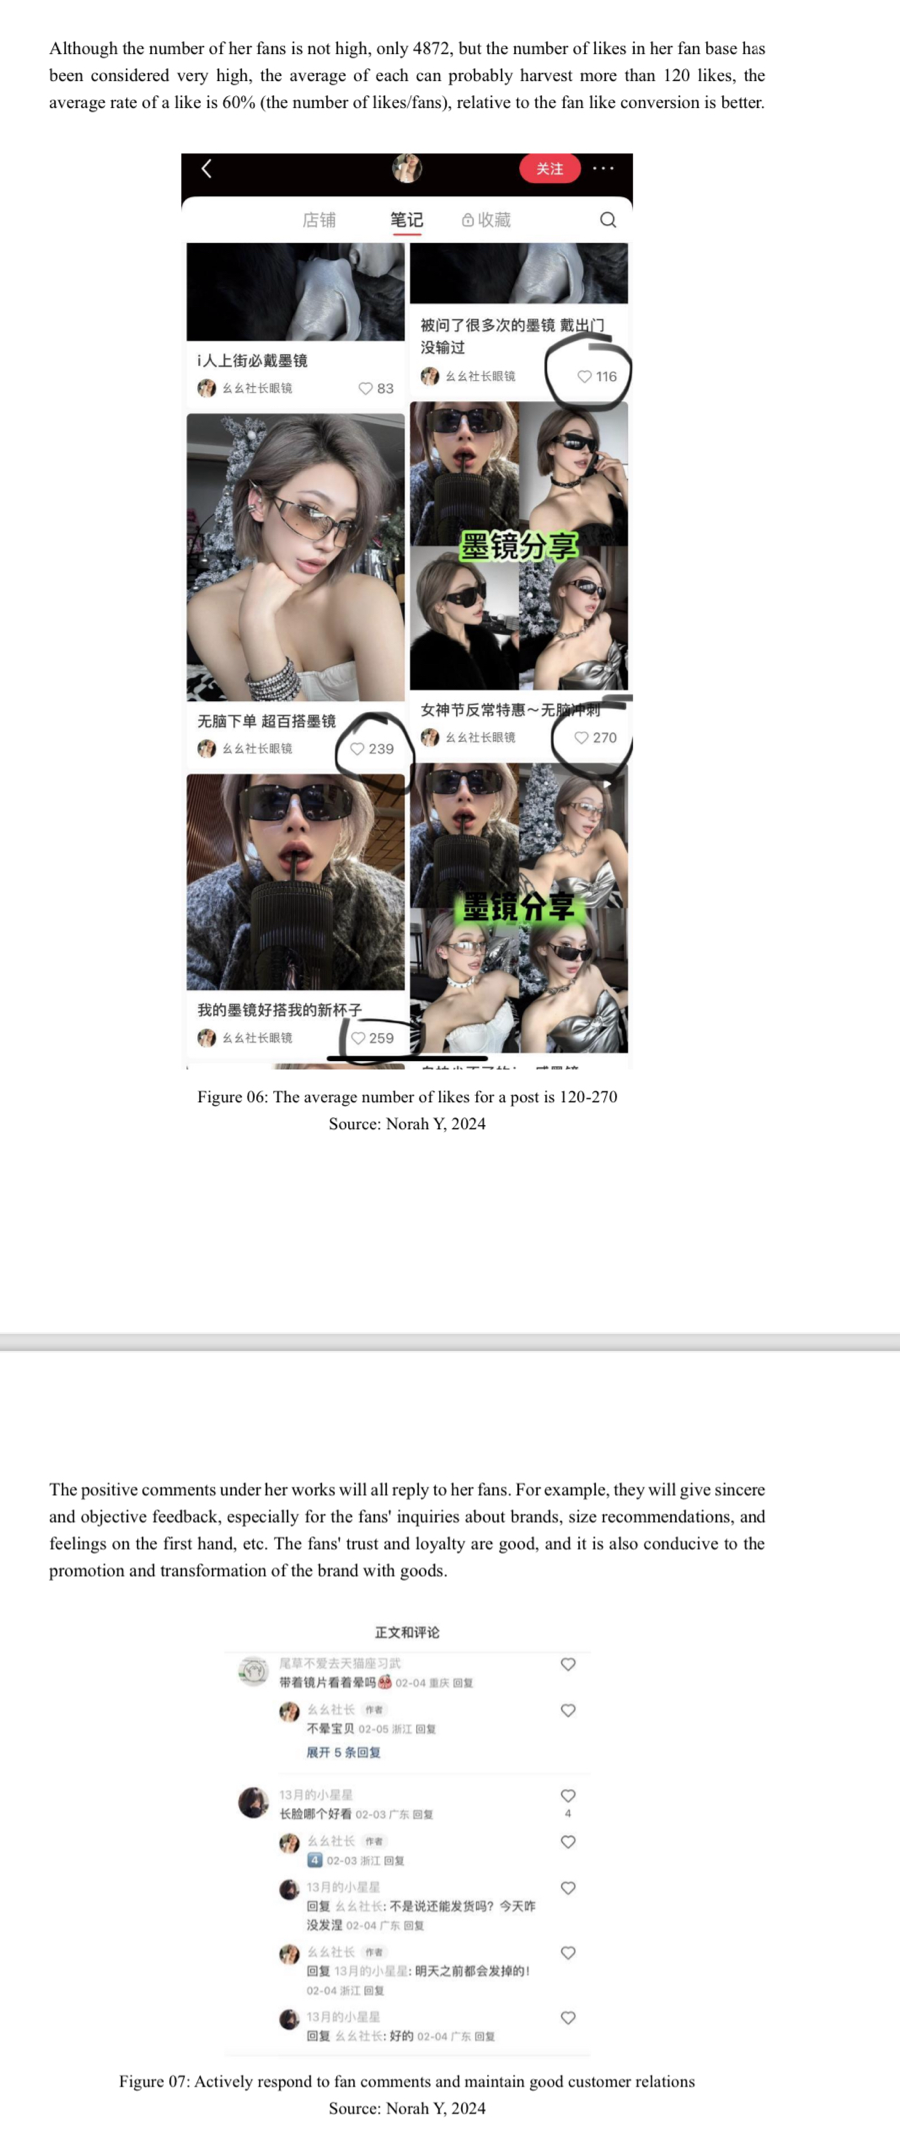 Although the number of her fans is not high, only 4872, but the number of likes in her fan base has
been considered very high, the average of each can probably harvest more than 120 likes, the
average rate of a like is 60% (the number of likes/fans), relative to the fan like conversion is better.
关注
店铺 笔记 收藏
i人上街必戴墨镜
幺幺社长眼镜 83
被问了很多次的墨镜 戴出门
没输过
幺幺社长眼镜 116
墨镜分享
无脑下单 超百搭墨镜
幺幺社长眼镜 239
女神节反常特惠～无脑冲刺
幺幺社长眼镜 270
墨镜分享
我的墨镜好搭我的新杯子
幺幺社长眼镜 259
Figure 06: The average number of likes for a post is 120-270
Source: Norah Y, 2024
The positive comments under her works will all reply to her fans. For example, they will give sincere
and objective feedback, especially for the fans' inquiries about brands, size recommendations, and
feelings on the first hand, etc. The fans' trust and loyalty are good, and it is also conducive to the
promotion and transformation of the brand with goods.
正文和评论
尾草不爱去天猫座习武
带着镜片看着晕吗 02-04 重庆 回复
幺幺社长 作者
不晕宝贝 02-05 浙江 回复
展开 5 条回复
13月的小星星
长脸哪个好看 02-03 广东 回复
4
幺幺社长 作者
4 02-03 浙江 回复
13月的小星星
回复 幺幺社长: 不是说还能发货吗? 今天咋
没发涅 02-04 广东 回复
幺幺社长 作者
回复 13月的小星星: 明天之前都会发掉的!
02-04 浙江 回复
13月的小星星
回复 幺幺社长: 好的 02-04 广东 回复
Figure 07: Actively respond to fan comments and maintain good customer relations
Source: Norah Y, 2024